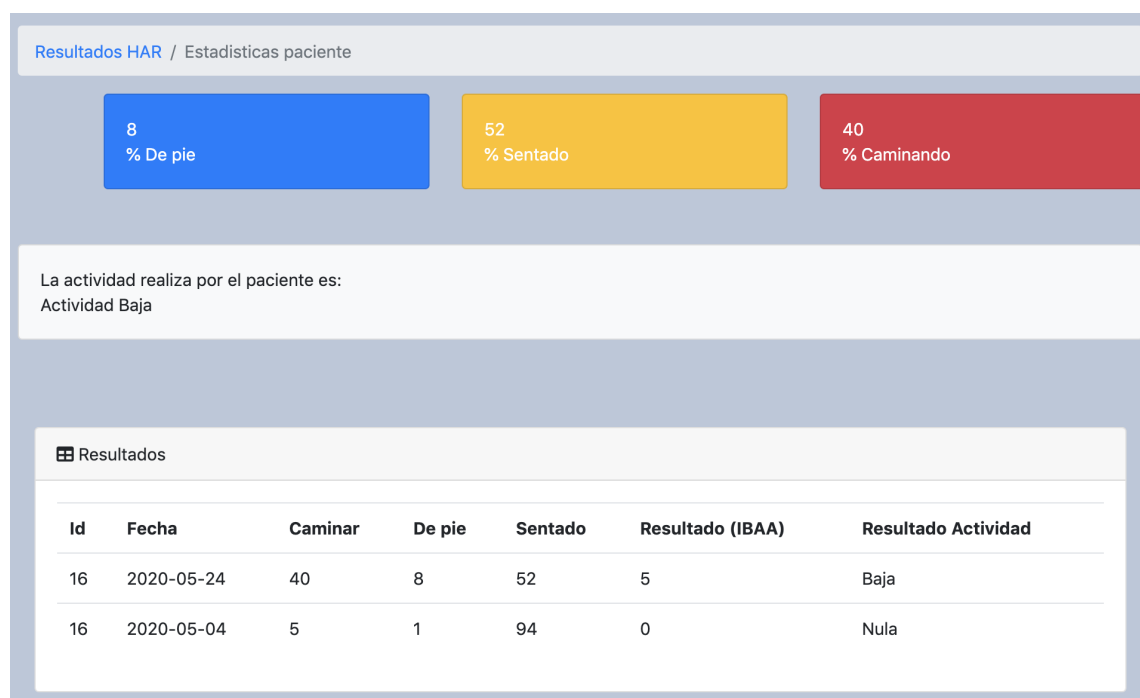 Resultados HAR / Estadisticas paciente
8
% De pie
52
% Sentado
40
% Caminando
La actividad realiza por el paciente es:
Actividad Baja
Resultados
Id Fecha Caminar De pie Sentado Resultado (IBAA) Resultado Actividad
16 2020-05-24 40 8 52 5 Baja
16 2020-05-04 5 1 94 0 Nula